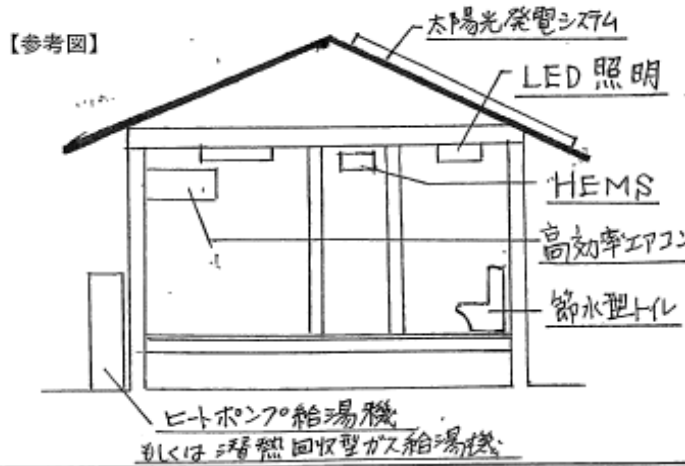 【参考図】
太陽光発電システム
LED照明
HEMS
高効率エアコン
節水型トイレ
ヒートポンプ給湯機
もしくは潜熱回収型ガス給湯機